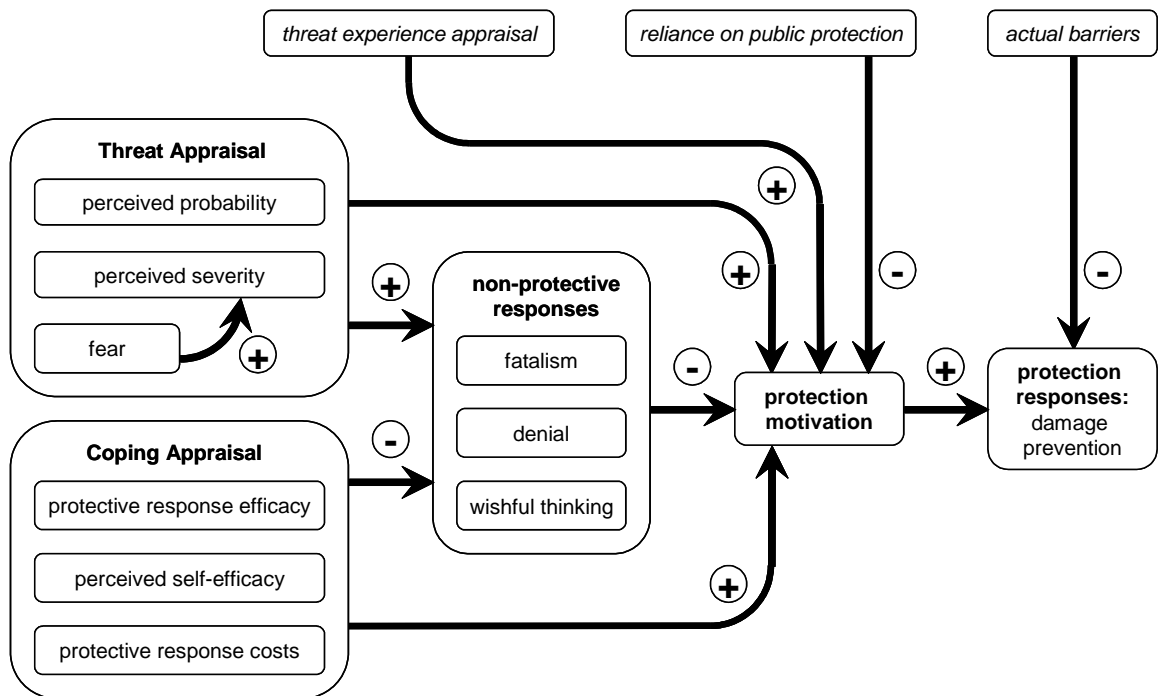 threat experience appraisal
reliance on public protection
actual barriers
Threat Appraisal
perceived probability
perceived severity
fear
+
+
non-protective
responses
fatalism
denial
wishful thinking
Coping Appraisal
protective response efficacy
perceived self-efficacy
protective response costs
-
+
+
-
-
+
protection
motivation
+
-
protection
responses:
damage
prevention